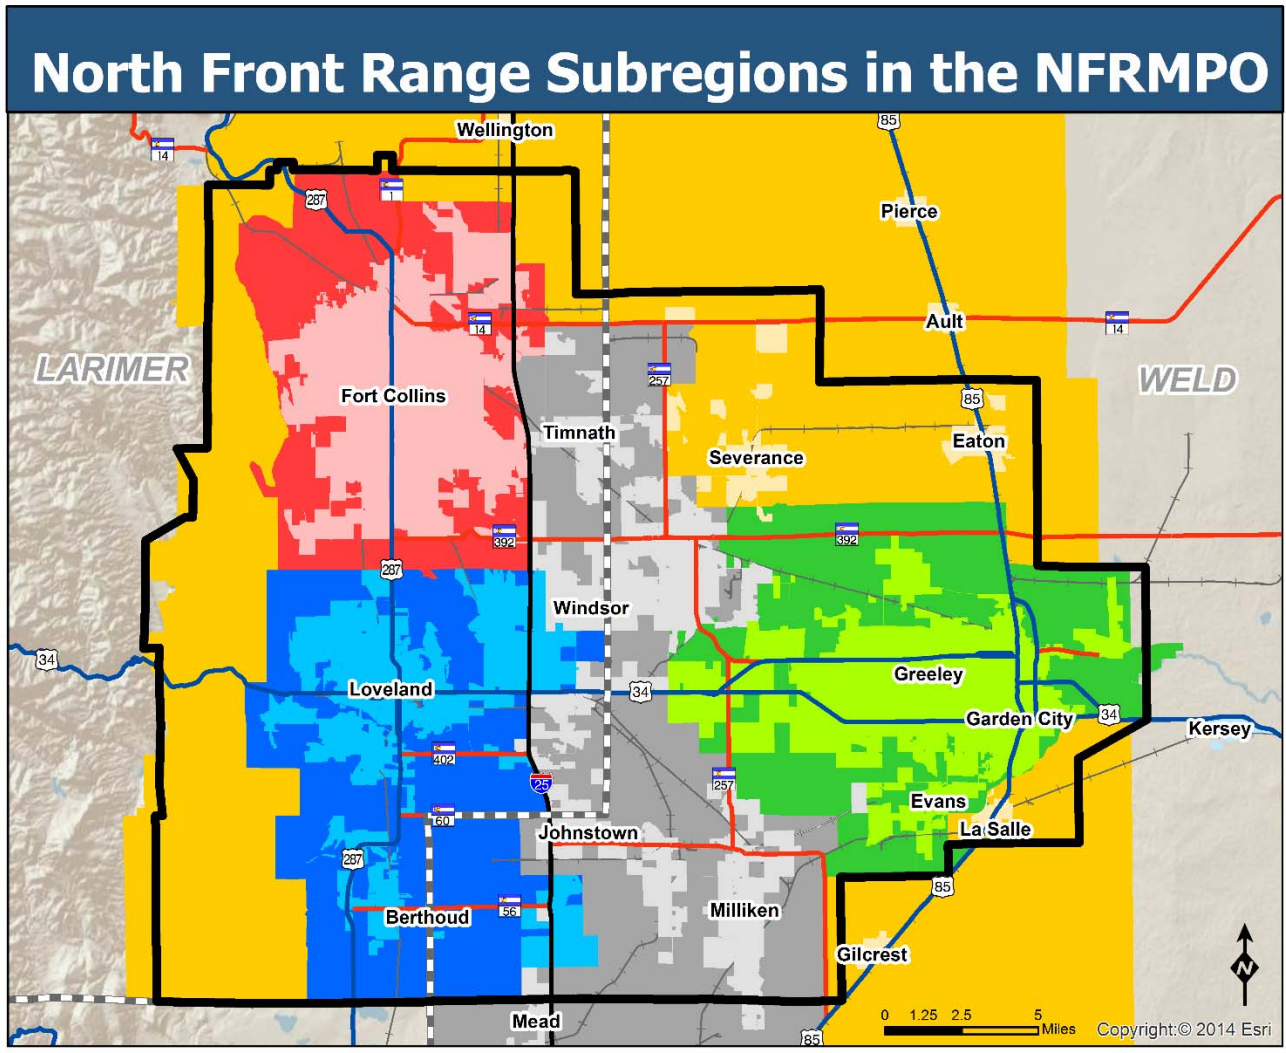 North Front Range Subregions in the NFRMPO
Wellington
85
14
287
1
Pierce
Ault
14
14
LARIMER
WELD
257
85
Fort Collins
Timnath
Eaton
Severance
392
392
287
Windsor
34
Loveland
34
Greeley
Garden City
34
Kersey
402
25
257
Evans
60
Johnstown
La Salle
287
85
56
Berthoud
Milliken
Gilcrest
N
Mead
0 1.25 2.5 5
Miles
85
Copyright:© 2014 Esri